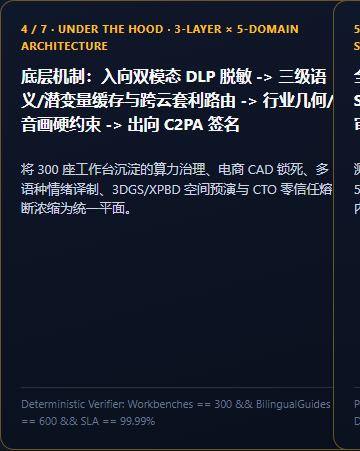 4 / 7 · UNDER THE HOOD · 3-LAYER × 5-DOMAIN
ARCHITECTURE
底层机制：入向双模态 DLP 脱敏 -> 三级语
义/潜变量缓存与跨云套利路由 -> 行业几何/
音画硬约束 -> 出向 C2PA 签名
将 300 座工作台沉淀的算力治理、电商 CAD 锁死、多
语种情绪译制、3DGS/XPBD 空间预演与 CTO 零信任熔
断浓缩为统一平面。
Deterministic Verifier: Workbenches == 300 && BilingualGuides
== 600 && SLA == 99.99%